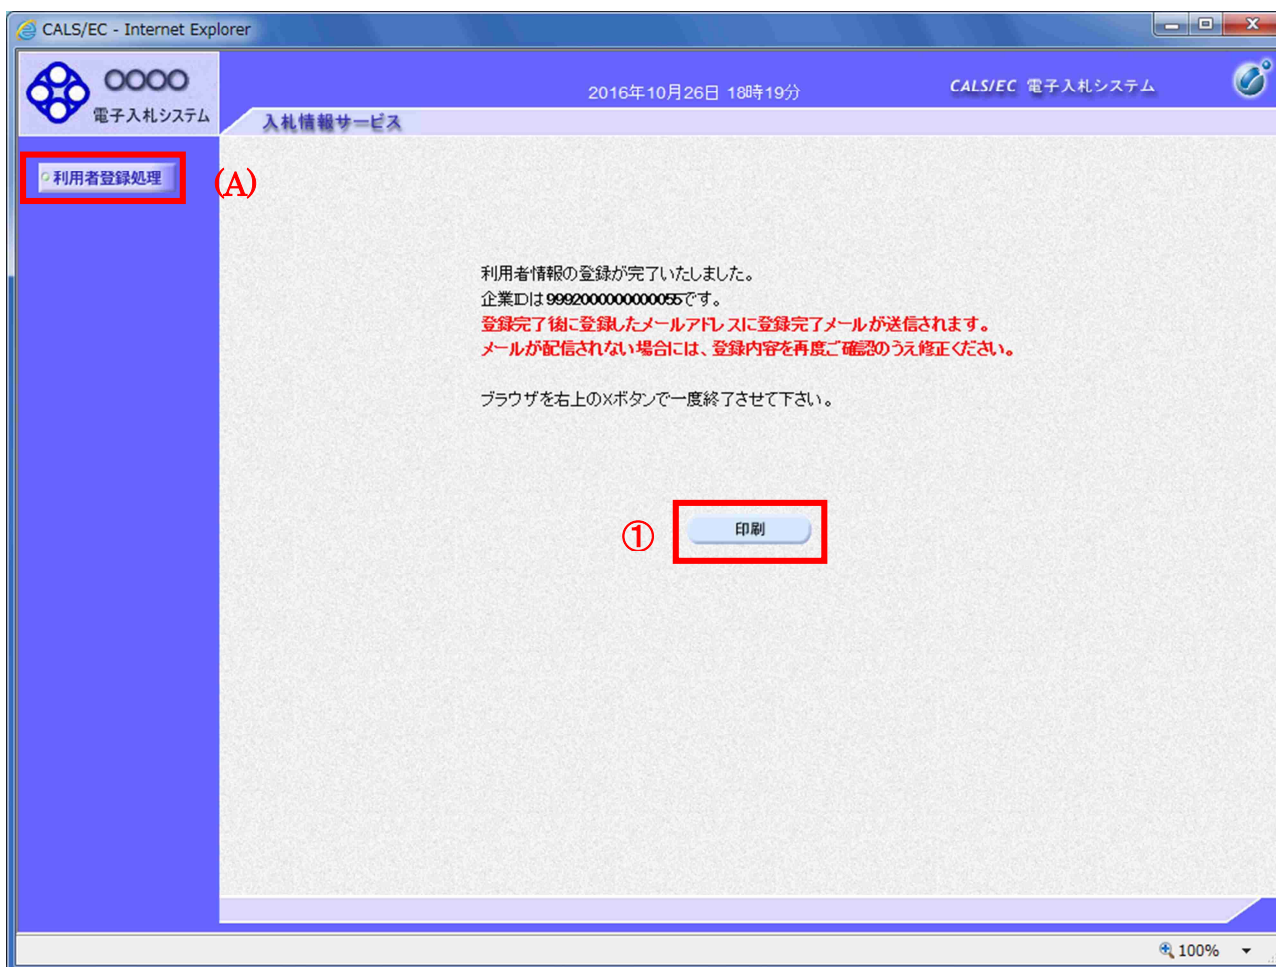 CALS/EC - Internet Explorer
OOOO
電子入札システム
2016年10月26日 18時19分
CALS/EC 電子入札システム
入札情報サービス
利用者登録処理
(A)
利用者情報の登録が完了いたしました。
企業IDは9992000000000055です。
登録完了後に登録したメールアドレスに登録完了メールが送信されます。
メールが配信されない場合には、登録内容を再度ご確認のうえ修正ください。
ブラウザを右上の×ボタンで一度終了させて下さい。
①
印刷
100%